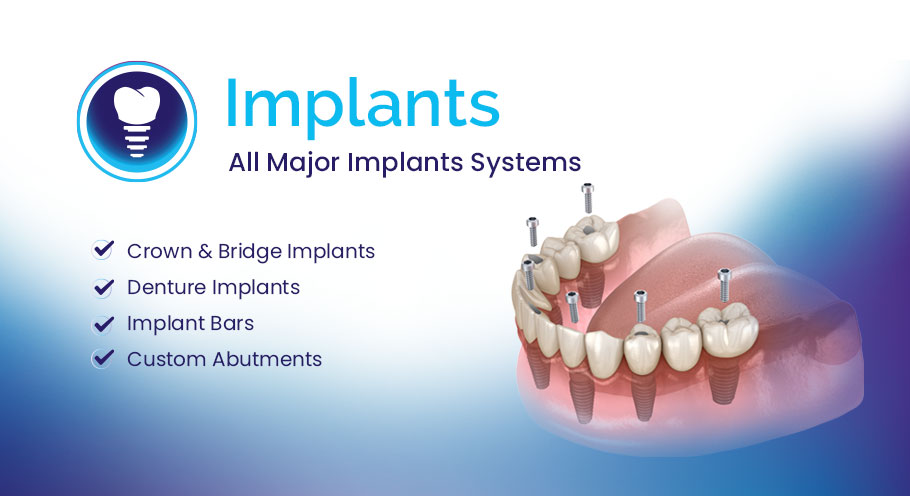 Implants
All Major Implants Systems
Crown & Bridge Implants
Denture Implants
Implant Bars
Custom Abutments